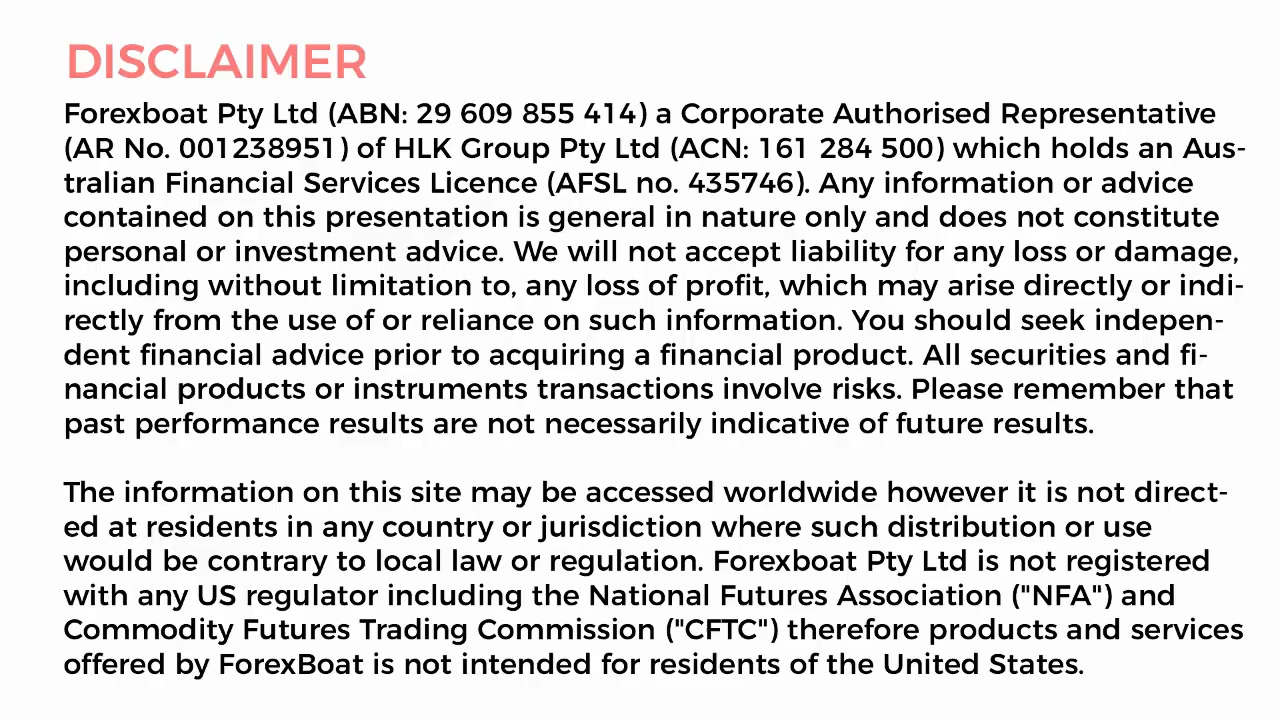 DISCLAIMER
Forexboat Pty Ltd (ABN: 29 609 855 414) a Corporate Authorised Representative
(AR No. 001238951) of HLK Group Pty Ltd (ACN: 161 284 500) which holds an Aus-
tralian Financial Services Licence (AFSL no. 435746). Any information or advice
contained on this presentation is general in nature only and does not constitute
personal or investment advice. We will not accept liability for any loss or damage,
including without limitation to, any loss of profit, which may arise directly or indi-
rectly from the use of or reliance on such information. You should seek indepen-
dent financial advice prior to acquiring a financial product. All securities and fi-
nancial products or instruments transactions involve risks. Please remember that
past performance results are not necessarily indicative of future results.
The information on this site may be accessed worldwide however it is not direct-
ed at residents in any country or jurisdiction where such distribution or use
would be contrary to local law or regulation. Forexboat Pty Ltd is not registered
with any US regulator including the National Futures Association ("NFA") and
Commodity Futures Trading Commission ("CFTC") therefore products and services
offered by ForexBoat is not intended for residents of the United States.